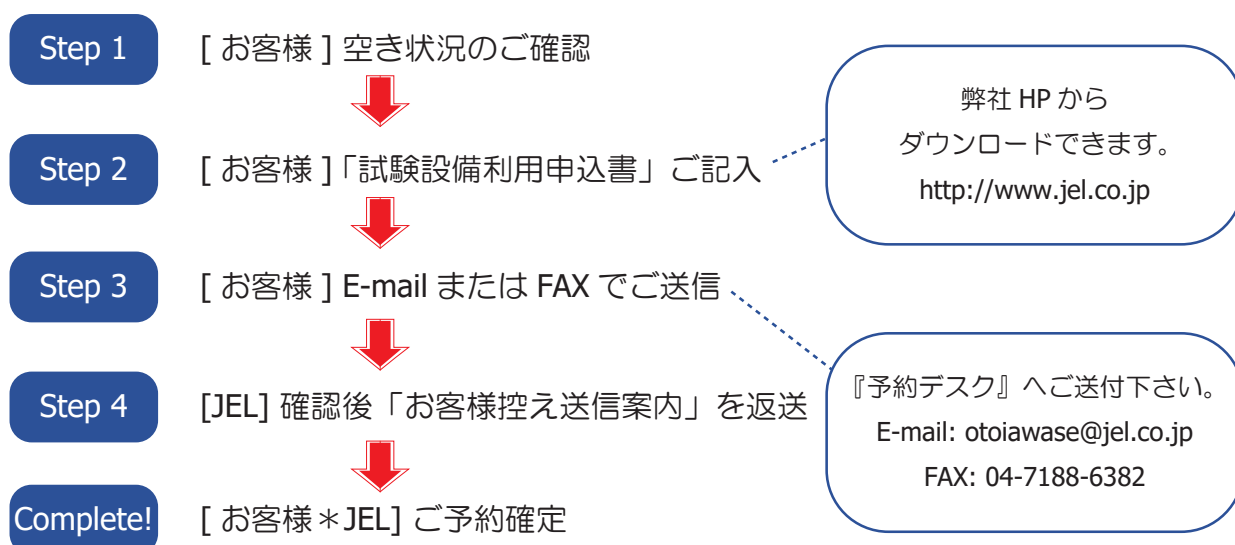 Step 1
[ お客様 ] 空き状況のご確認
Step 2
[ お客様 ]「試験設備利用申込書」ご記入
弊社 HP から
ダウンロードできます。
http://www.jel.co.jp
Step 3
[ お客様 ] E-mail または FAX でご送信
Step 4
[JEL] 確認後「お客様控え送信案内」を返送
『予約デスク』へご送付下さい。
E-mail: otoiawase@jel.co.jp
FAX: 04-7188-6382
Complete!
[ お客様＊JEL] ご予約確定